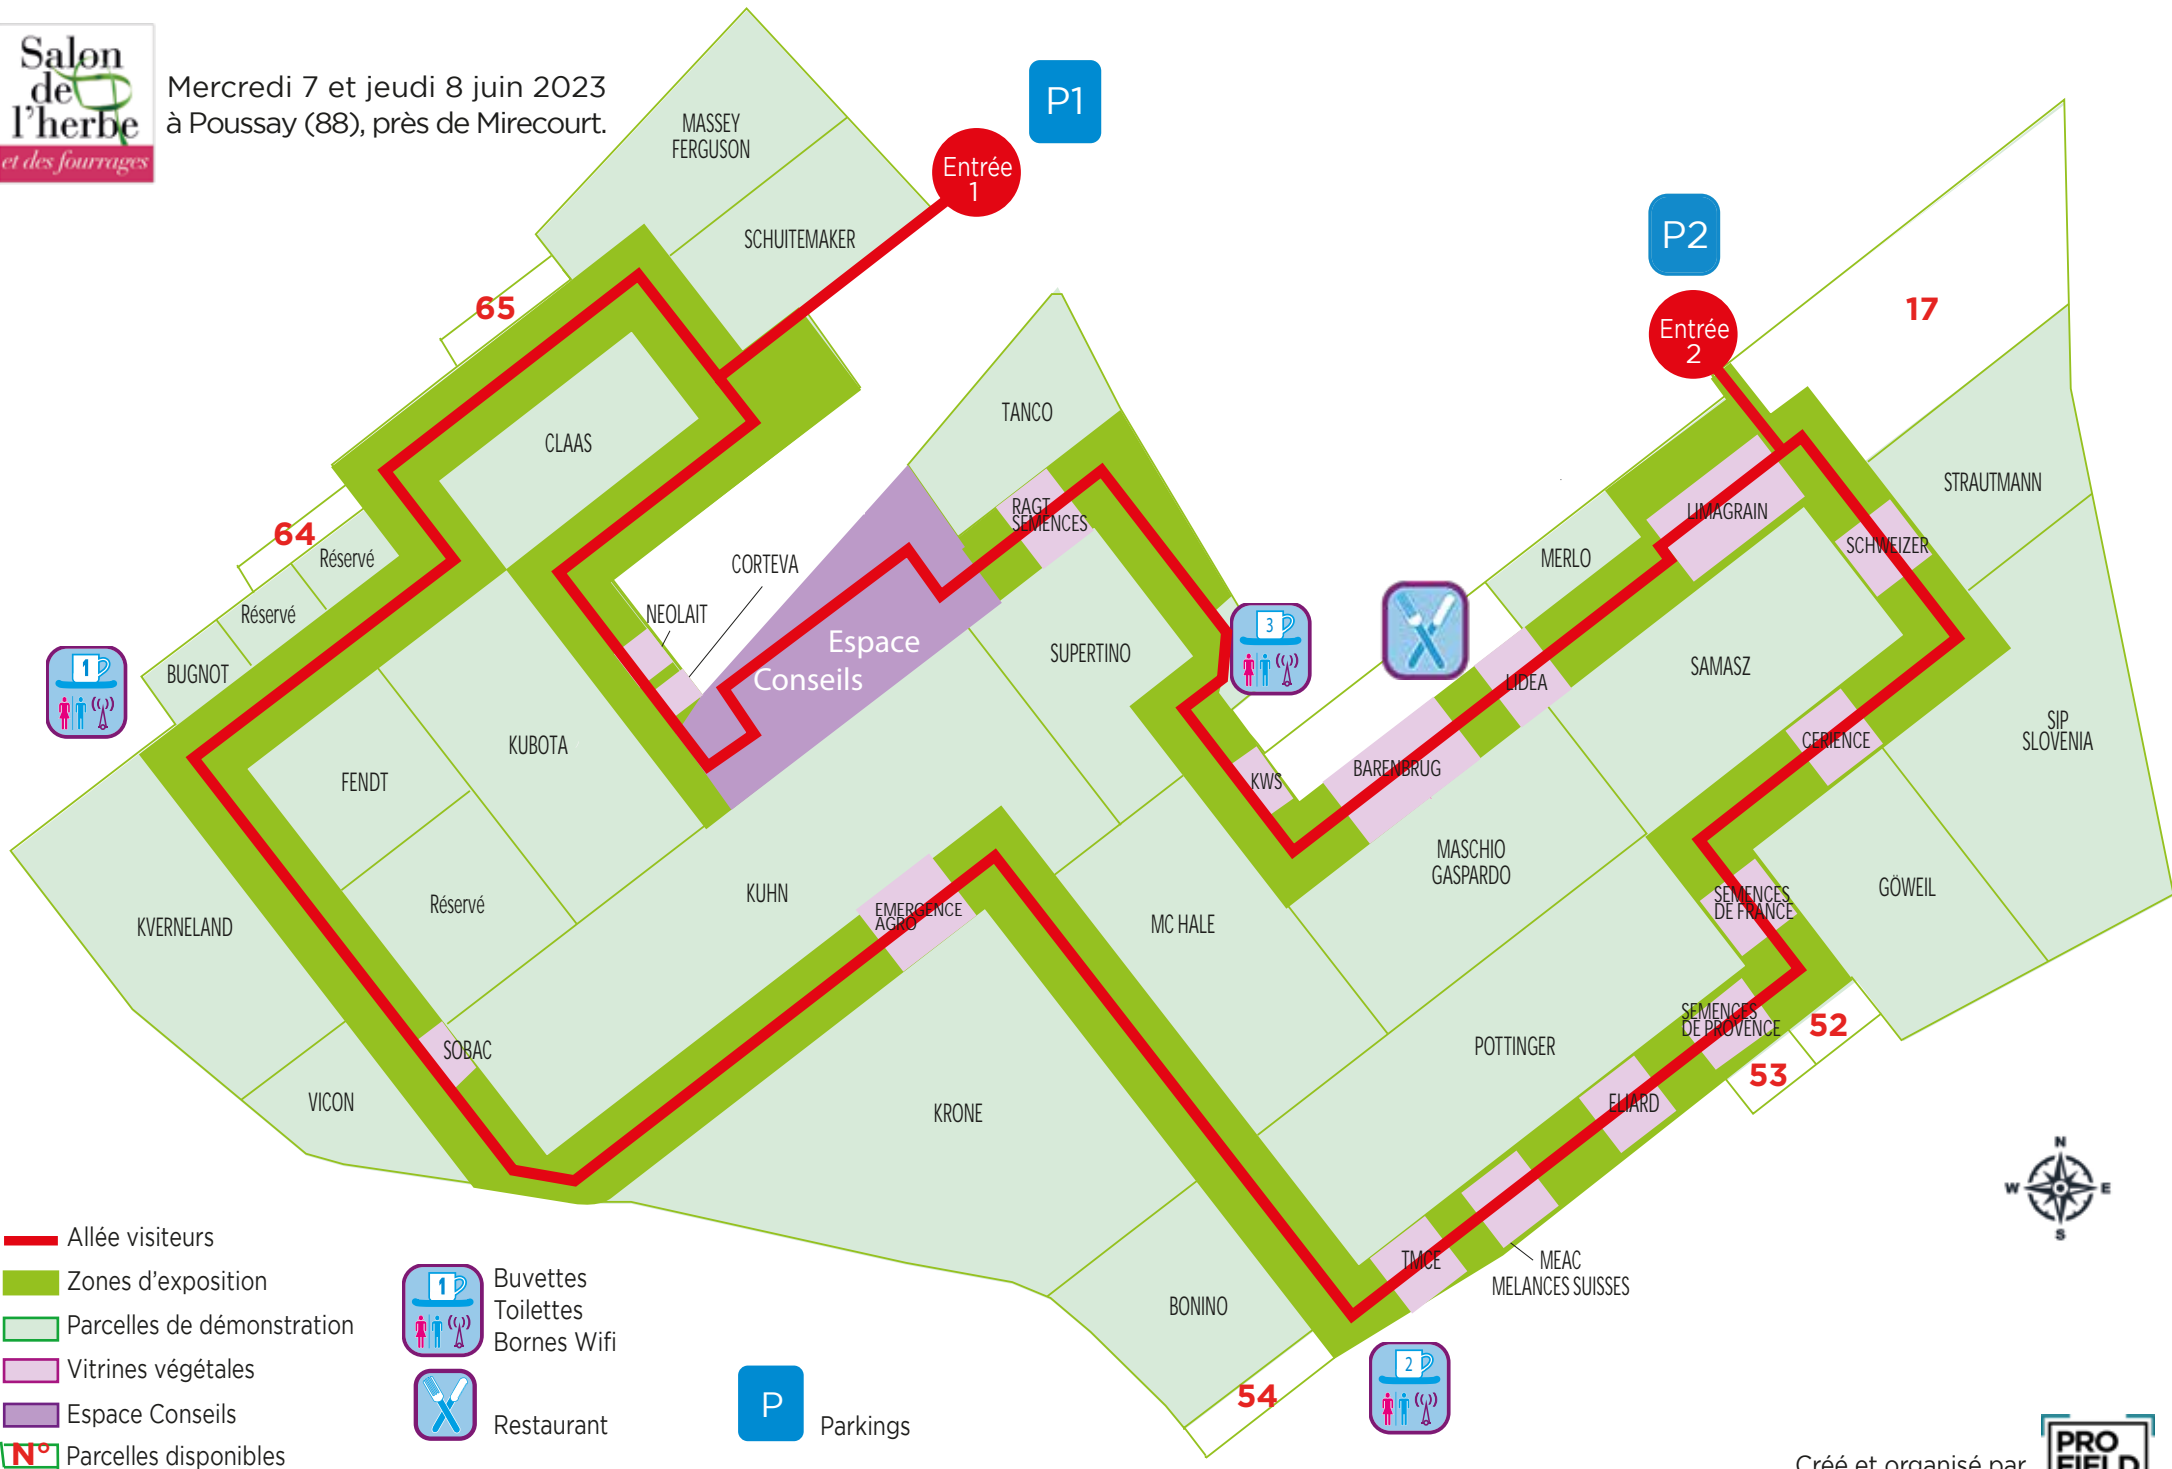 Salon
de
l'herbe
et des fourrages
Mercredi 7 et jeudi 8 juin 2023
à Poussay (88), près de Mirecourt.
P1
Entrée
1
P2
Entrée
2
MASSEY
FERGUSON
SCHUITEMAKER
65
17
CLAAS
TANCO
STRAUTMANN
64
Réservé
Réservé
BUGNOT
1
CORTEVA
NEOLAIT
RAGT
SEMENCES
Espace
Conseils
SUPERTINO
3
MERLO
LIMAGRAIN
SCHWEIZER
LIDEA
SAMASZ
SIP
SLOVENIA
CERIENCE
KUBOTA
FENDT
KWS
BARENBRUG
MASCHIO
GASPARDO
GÖWEIL
SEMENCES
DE FRANCE
KVERNELAND
Réservé
KUHN
EMERGENCE
AGRO
MC HALE
SEMENCES
DE PROVENCE
52
53
SOBAC
VICON
KRONE
POTTINGER
ELIARD
TMCE
MEAC
MELANCES SUISSES
BONINO
54
2
N
W
E
S
Allée visiteurs
Zones d'exposition
Parcelles de démonstration
Vitrines végétales
Espace Conseils
N° Parcelles disponibles
1
Buvettes
Toilettes
Bornes Wifi
Restaurant
P
Parkings
Créé et organisé par
PRO
FIELD